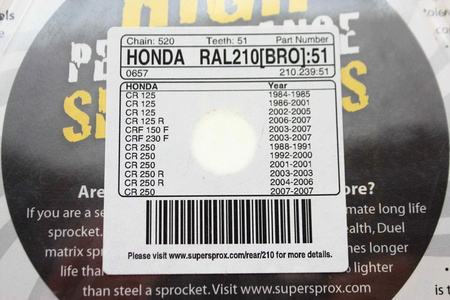 HIGH
Chain: 520 Teeth: 51 Part Number
HONDA RAL210[BRO]:51
0657 210.239:51
HONDA Year
CR 125 1984-1985
CR 125 1986-2001
CR 125 2002-2005
CR 125 R 2006-2007
CRF 150 F 2003-2007
CRF 230 F 2003-2007
CR 250 1988-1991
CR 250 1992-2000
CR 250 2001-2001
CR 250 R 2003-2003
CR 250 R 2004-2006
CR 250 2007-2007
Please visit www.supersprox.com/rear/210 for more details.
Are ore?
If you are a se mate long life
sprocket. ealth, Duel
matrix spr nes longer
life tha lighter
than steel a sprocket. Visit www.supersprox.com